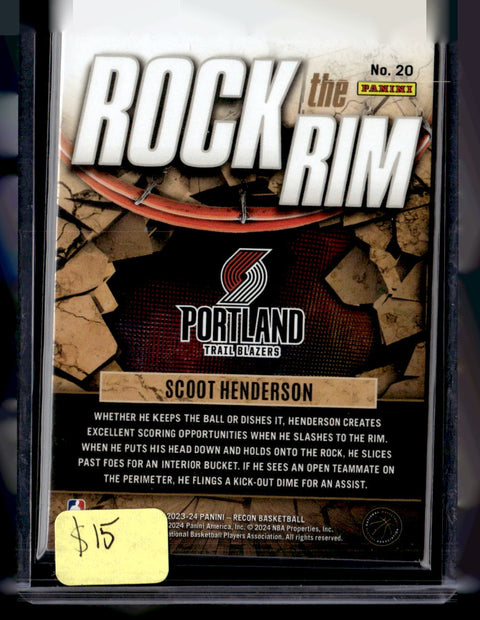 No. 20
PANINI
ROCK the RIM
PORTLAND
TRAIL BLAZERS
SCOOT HENDERSON
WHETHER HE KEEPS THE BALL OR DISHES IT, HENDERSON CREATES
EXCELLENT SCORING OPPORTUNITIES WHEN HE SLASHES TO THE RIM.
WHEN HE PUTS HIS HEAD DOWN AND HOLDS ONTO THE ROCK, HE SLICES
PAST FOES FOR AN INTERIOR BUCKET. IF HE SEES AN OPEN TEAMMATE ON
THE PERIMETER, HE FLINGS A KICK-OUT DIME FOR AN ASSIST.
2023-24 PANINI – RECON BASKETBALL
2024 Panini America, Inc. © 2024 NBA Properties, Inc.
ational Basketball Players Association. All rights reserved.
$15